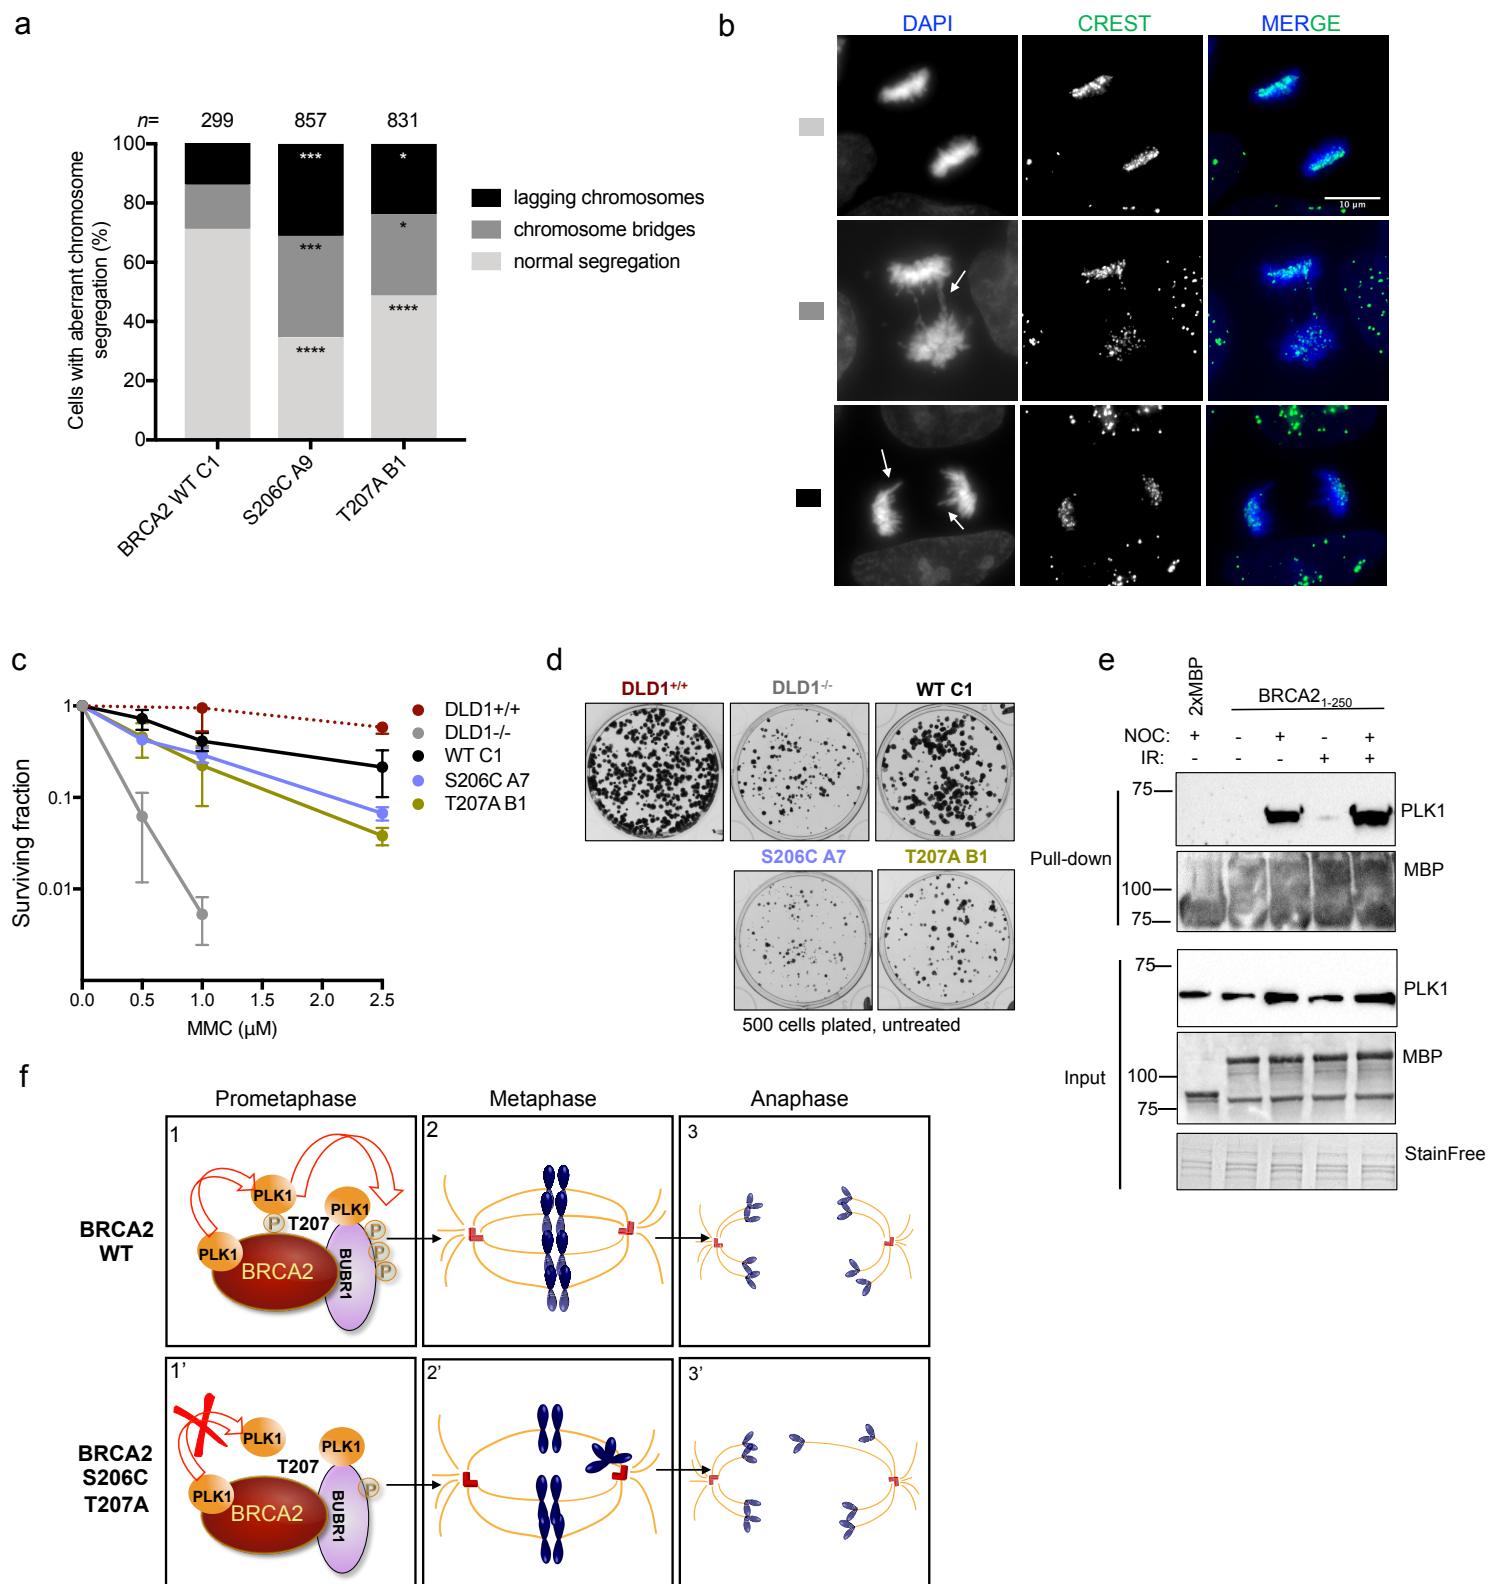 a
n=
299
857
831
100
80
60
40
20
0
Cells with aberrant chromosome
segregation (%)
***
*
***
*
****
****
BRCA2 WT C1
S206C A9
T207A B1
lagging chromosomes
chromosome bridges
normal segregation
b
DAPI
CREST
MERGE
10 µm
c
Surviving fraction
1
0.1
0.01
0.0
0.5
1.0
1.5
2.0
2.5
MMC (µM)
DLD1+/+
DLD1-/-
WT C1
S206C A7
T207A B1
d
DLD1+/+
DLD1-/-
WT C1
S206C A7
T207A B1
500 cells plated, untreated
e
2xMBP
BRCA21-250
NOC: + - + - +
IR: - - - + +
Pull-down
75
PLK1
MBP
100
75
Input
75
PLK1
MBP
100
75
StainFree
f
Prometaphase
Metaphase
Anaphase
BRCA2
WT
1
PLK1
P
T207
PLK1
PLK1
P
P
P
BRCA2
BUBR1
2
3
BRCA2
S206C
T207A
1'
PLK1
PLK1
T207
PLK1
P
BRCA2
BUBR1
2'
3'